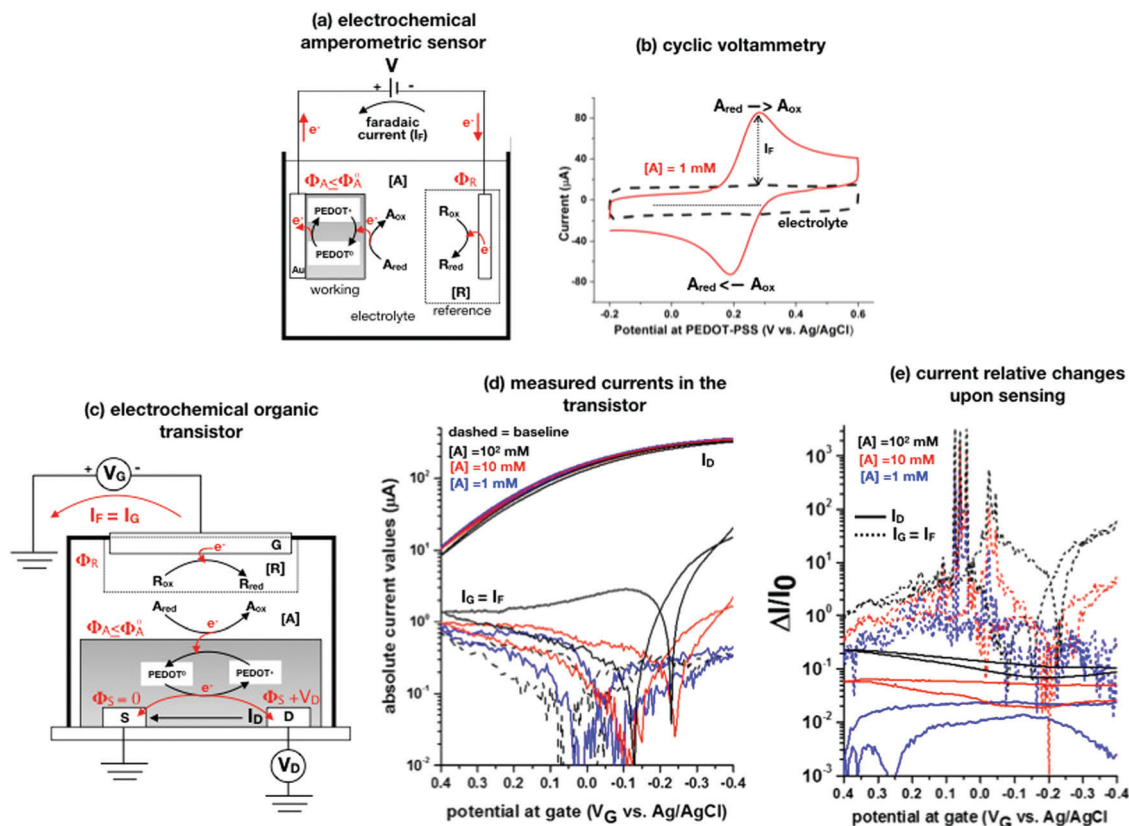 (a) electrochemical
amperometric sensor
V
+ -
faradaic
current (IF)
e-
e-
ΦA≤Φ°A
[A]
ΦR
PEDOT+
PEDOT0
e-
e-
Aox
Ared
Rox
Rred
e-
Au
working
[R]
reference
electrolyte
(b) cyclic voltammetry
Ared —> Aox
IF
[A] = 1 mM
electrolyte
Ared <— Aox
Current (µA)
80
40
0
-40
-80
-0.2 0.0 0.2 0.4 0.6
Potential at PEDOT-PSS (V vs. Ag/AgCl)
(c) electrochemical organic
transistor
+ VG -
IF = IG
G
e-
ΦR
[R]
Rox
Rred
Ared
Aox
[A]
ΦA≤Φ°A
e-
PEDOT0
PEDOT+
e-
ΦS = 0
ΦS + VD
S
ID
D
VD
(d) measured currents in the
transistor
dashed = baseline
[A] =10² mM
[A] =10 mM
[A] =1 mM
ID
IG = IF
absolute current values (µA)
10²
10¹
10⁰
10⁻¹
10⁻²
0.4 0.3 0.2 0.1 0.0 -0.1 -0.2 -0.3 -0.4
potential at gate (VG vs. Ag/AgCl)
(e) current relative changes
upon sensing
[A] =10² mM
[A] =10 mM
[A] =1 mM
ID
IG = IF
ΔI/I0
10³
10²
10¹
10⁰
10⁻¹
10⁻²
10⁻³
0.4 0.3 0.2 0.1 0.0 -0.1 -0.2 -0.3 -0.4
potential at gate (VG vs. Ag/AgCl